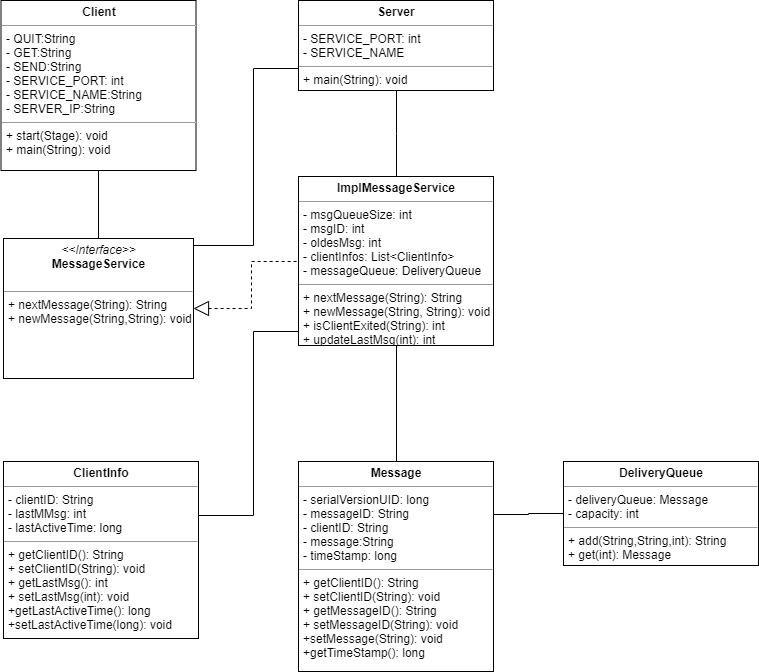 Client
- QUIT:String
- GET:String
- SEND:String
- SERVICE_PORT: int
- SERVICE_NAME:String
- SERVER_IP:String
+ start(Stage): void
+ main(String): void
Server
- SERVICE_PORT: int
- SERVICE_NAME
+ main(String): void
<<Interface>>
MessageService
+ nextMessage(String): String
+ newMessage(String,String): void
ImplMessageService
- msgQueueSize: int
- msgID: int
- oldesMsg: int
- clientInfos: List<ClientInfo>
- messageQueue: DeliveryQueue
+ nextMessage(String): String
+ newMessage(String, String): void
+ isClientExited(String): int
+ updateLastMsg(int): int
ClientInfo
- clientID: String
- lastMMsg: int
- lastActiveTime: long
+ getClientID(): String
+ setClientID(String): void
+ getLastMsg(): int
+ setLastMsg(int): void
+getLastActiveTime(): long
+setLastActiveTime(long): void
Message
- serialVersionUID: long
- messageID: String
- clientID: String
- message:String
- timeStamp: long
+ getClientID(): String
+ setClientID(String): void
+ getMessageID(): String
+ setMessageID(String): void
+setMessage(String): void
+getTimeStamp(): long
DeliveryQueue
- deliveryQueue: Message
- capacity: int
+ add(String,String,int): String
+ get(int): Message